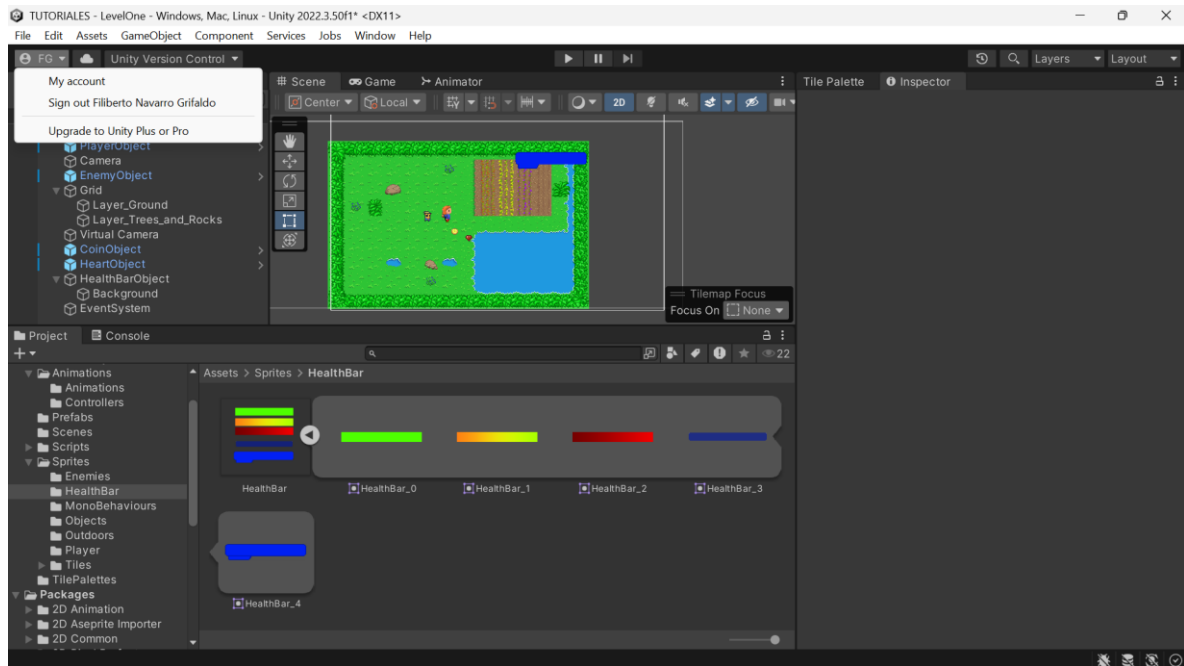 TUTORIALES - LevelOne - Windows, Mac, Linux - Unity 2022.3.50f1* <DX11>
File Edit Assets GameObject Component Services Jobs Window Help
FG Unity Version Control Layers Layout
My account
Sign out Filiberto Navarro Grifaldo
Upgrade to Unity Plus or Pro
Scene Game Animator
Center Local 2D
Tile Palette Inspector
PlayerObject
Camera
EnemyObject
Grid
Layer_Ground
Layer_Trees_and_Rocks
Virtual Camera
CoinObject
HeartObject
HealthBarObject
Background
EventSystem
Tilemap Focus
Focus On None
Project Console
22
Animations
Animations
Controllers
Prefabs
Scenes
Scripts
Sprites
Enemies
HealthBar
MonoBehaviours
Objects
Outdoors
Player
Tiles
TilePalettes
Packages
2D Animation
2D Aseprite Importer
2D Common
Assets > Sprites > HealthBar
HealthBar HealthBar_0 HealthBar_1 HealthBar_2 HealthBar_3
HealthBar_4